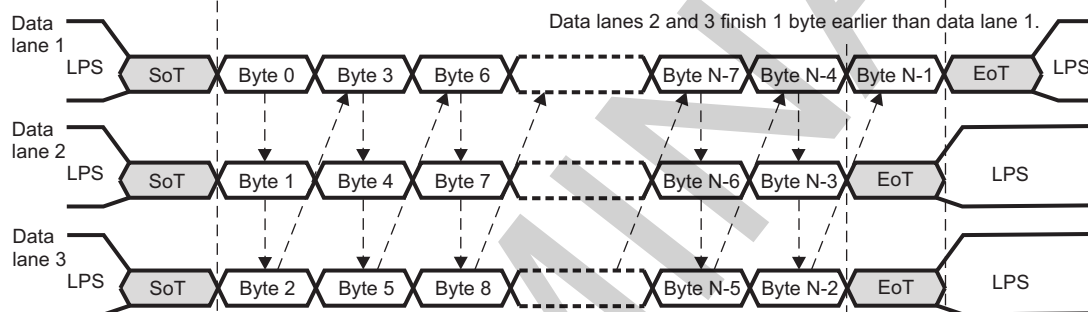 Data lanes 2 and 3 finish 1 byte earlier than data lane 1.
Data
lane 1
LPS SoT Byte 0 Byte 3 Byte 6 Byte N-7 Byte N-4 Byte N-1 EoT LPS
Data
lane 2
LPS SoT Byte 1 Byte 4 Byte 7 Byte N-6 Byte N-3 EoT LPS
Data
lane 3
LPS SoT Byte 2 Byte 5 Byte 8 Byte N-5 Byte N-2 EoT LPS